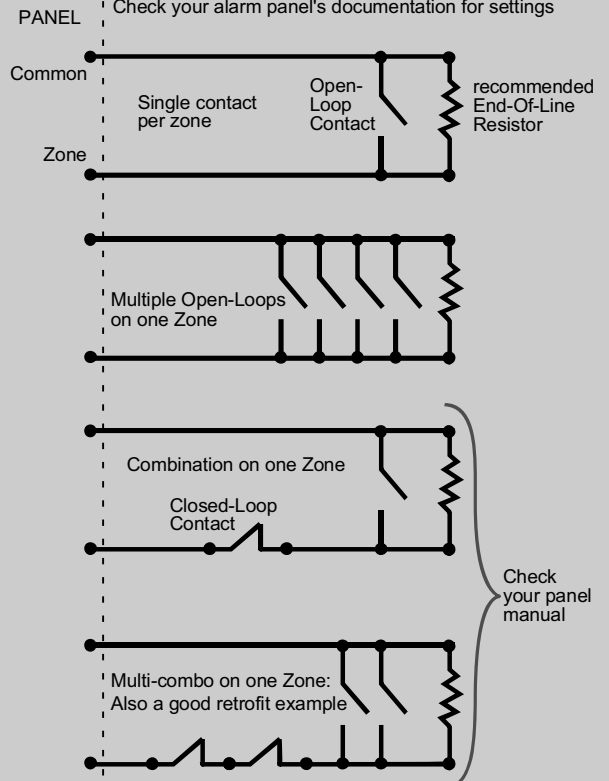 Check your alarm panel's documentation for settings
PANEL
Common
Single contact
per zone
Open-
Loop
Contact
recommended
End-Of-Line
Resistor
Zone
Multiple Open-Loops
on one Zone
Combination on one Zone
Closed-Loop
Contact
Check
your panel
manual
Multi-combo on one Zone:
Also a good retrofit example